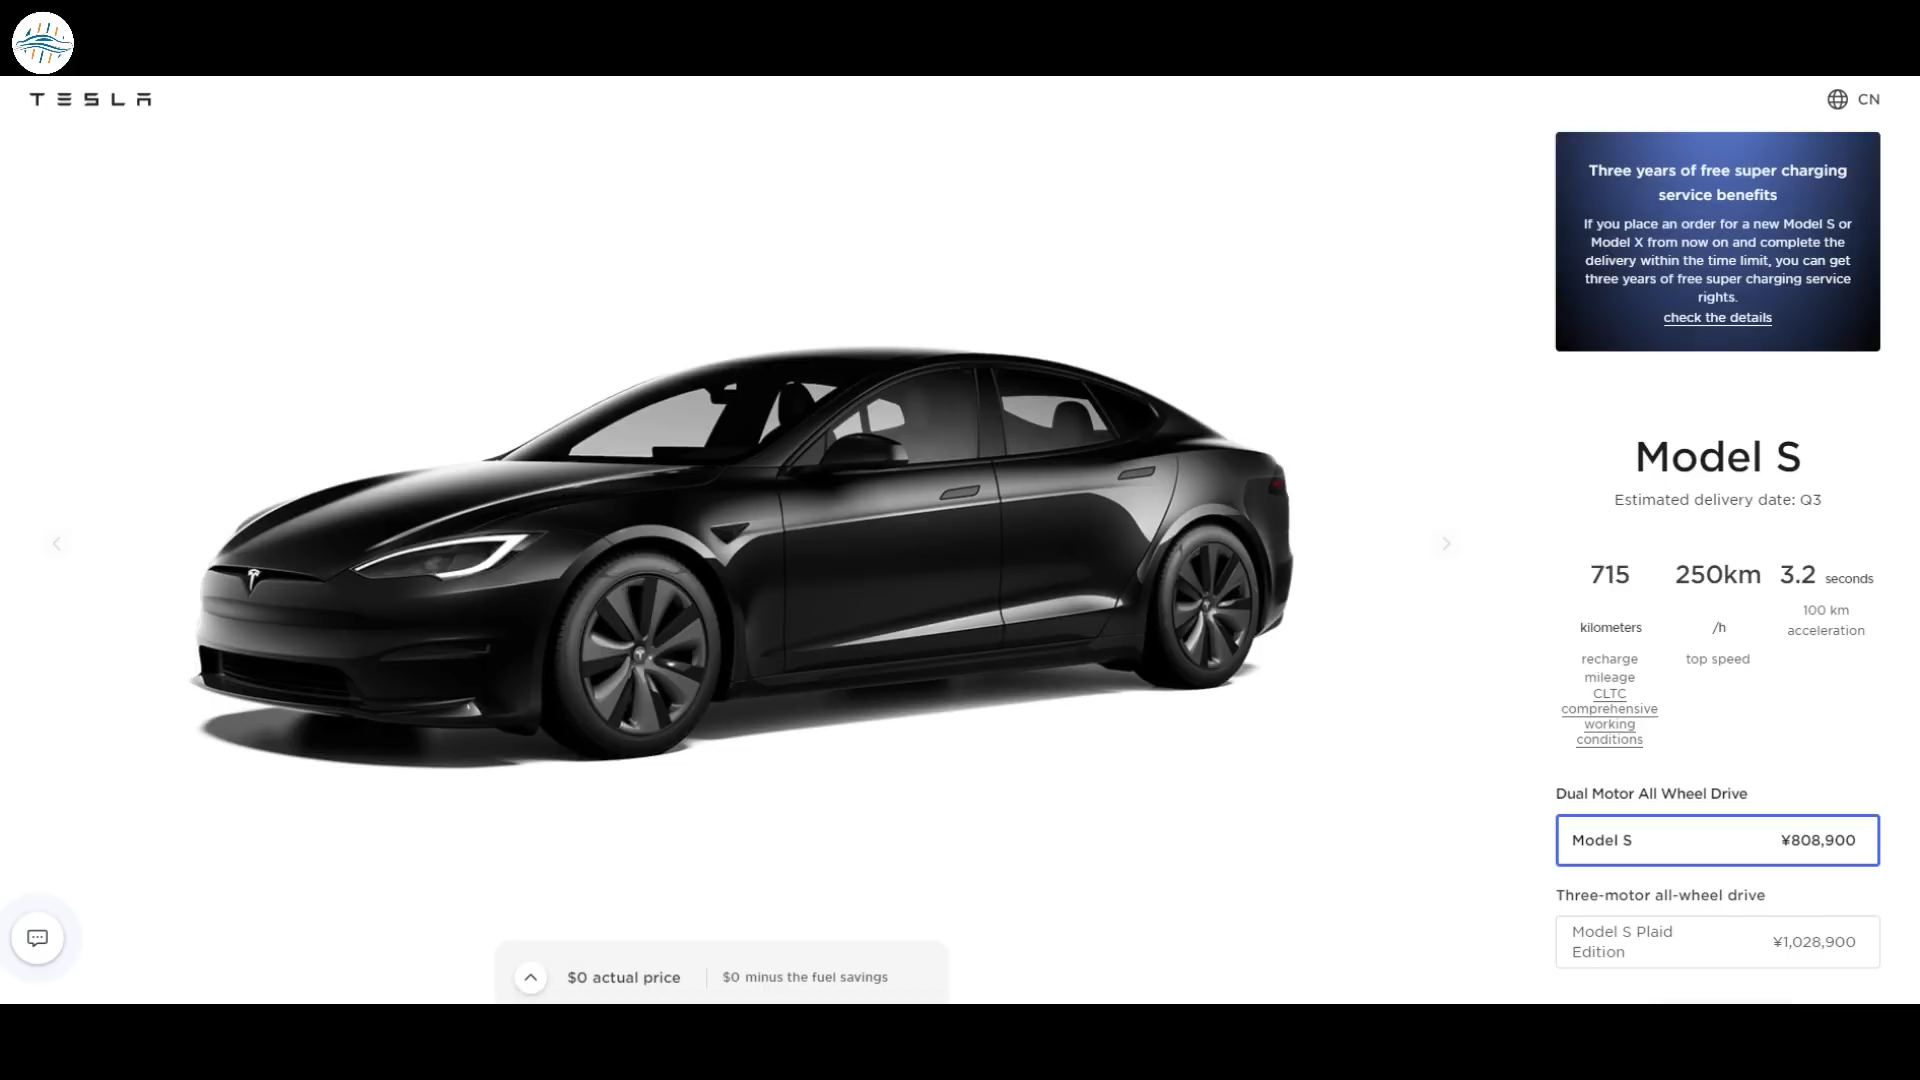 TESLA
CN
Three years of free super charging
service benefits
If you place an order for a new Model S or
Model X from now on and complete the
delivery within the time limit, you can get
three years of free super charging service
rights.
check the details
Model S
Estimated delivery date: Q3
715
kilometers
recharge
mileage
CLTC
comprehensive
working
conditions
250km
/h
top speed
3.2 seconds
100 km
acceleration
Dual Motor All Wheel Drive
Model S ¥808,900
Three-motor all-wheel drive
Model S Plaid
Edition
¥1,028,900
$0 actual price
$0 minus the fuel savings